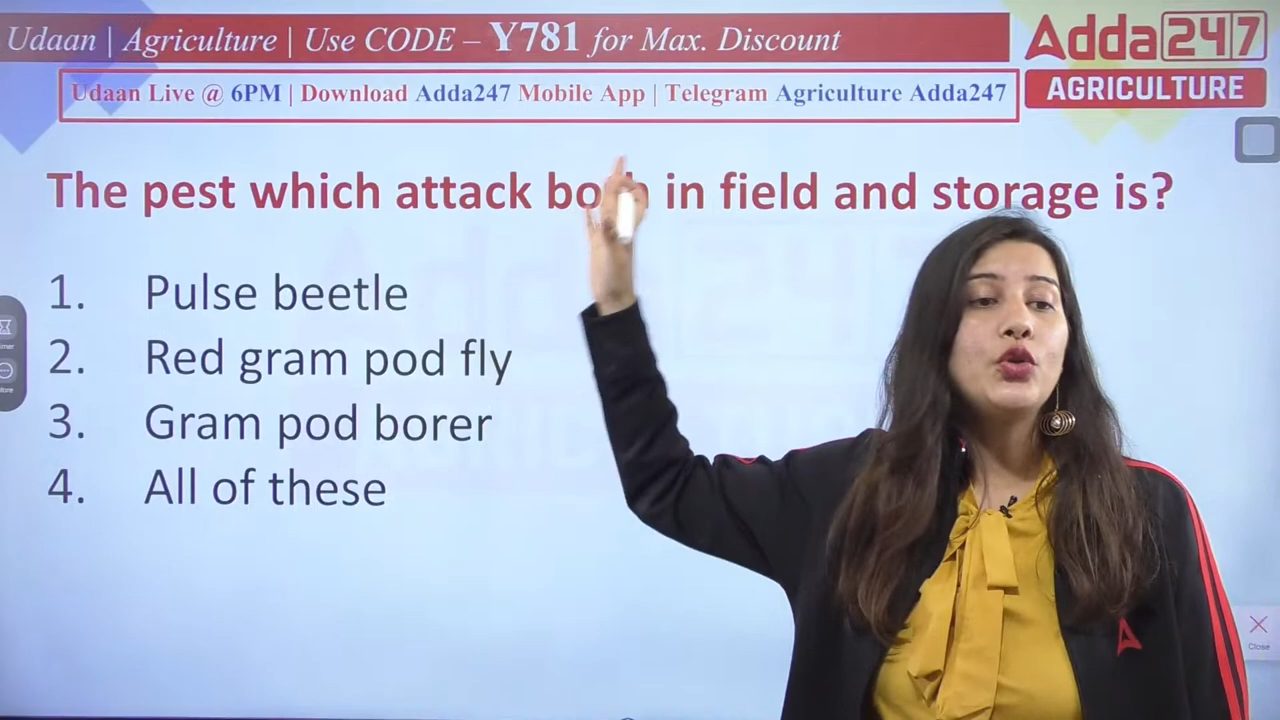 Udaan | Agriculture | Use CODE – Y781 for Max. Discount
Adda247
Udaan Live @ 6PM | Download Adda247 Mobile App | Telegram Agriculture Adda247
AGRICULTURE
The pest which attack both in field and storage is?
1. Pulse beetle
2. Red gram pod fly
3. Gram pod borer
4. All of these
Close